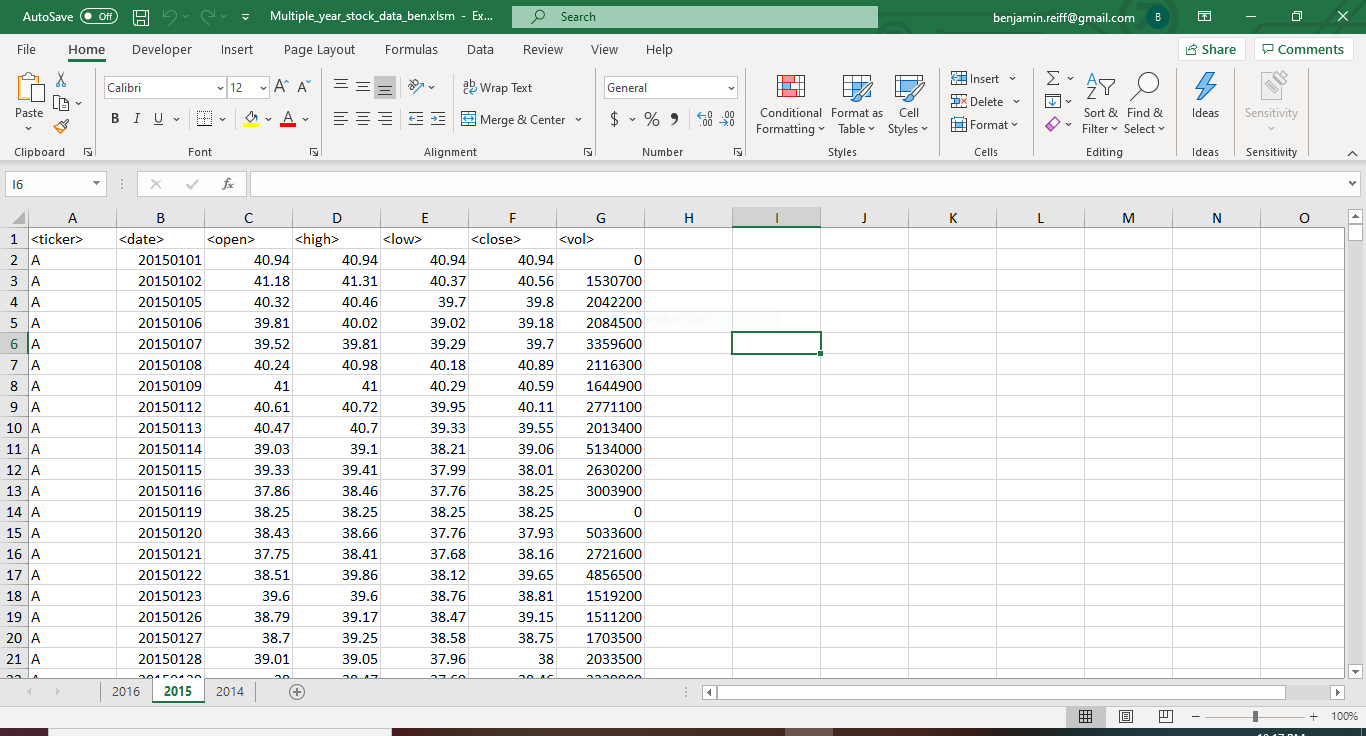 AutoSave Off Multiple_year_stock_data_ben.xlsm - Ex... Search benjamin.reiff@gmail.com B
File Home Developer Insert Page Layout Formulas Data Review View Help Share Comments
Calibri 12 ab Wrap Text General Insert Σ
Paste B I U A Merge & Center $ % Conditional Formatting Format as Table Cell Styles Delete Format Sort & Filter Find & Select Ideas Sensitivity
Clipboard Font Alignment Number Styles Cells Editing Ideas Sensitivity
I6 fx
A B C D E F G H I J K L M N O
1 <ticker> <date> <open> <high> <low> <close> <vol>
2 A 20150101 40.94 40.94 40.94 40.94 0
3 A 20150102 41.18 41.31 40.37 40.56 1530700
4 A 20150105 40.32 40.46 39.7 39.8 2042200
5 A 20150106 39.81 40.02 39.02 39.18 2084500
6 A 20150107 39.52 39.81 39.29 39.7 3359600
7 A 20150108 40.24 40.98 40.18 40.89 2116300
8 A 20150109 41 41 40.29 40.59 1644900
9 A 20150112 40.61 40.72 39.95 40.11 2771100
10 A 20150113 40.47 40.7 39.33 39.55 2013400
11 A 20150114 39.03 39.1 38.21 39.06 5134000
12 A 20150115 39.33 39.41 37.99 38.01 2630200
13 A 20150116 37.86 38.46 37.76 38.25 3003900
14 A 20150119 38.25 38.25 38.25 38.25 0
15 A 20150120 38.43 38.66 37.76 37.93 5033600
16 A 20150121 37.75 38.41 37.68 38.16 2721600
17 A 20150122 38.51 39.86 38.12 39.65 4856500
18 A 20150123 39.6 39.6 38.76 38.81 1519200
19 A 20150126 38.79 39.17 38.47 39.15 1511200
20 A 20150127 38.7 39.25 38.58 38.75 1703500
21 A 20150128 39.01 39.05 37.96 38 2033500
2016 2015 2014
100%